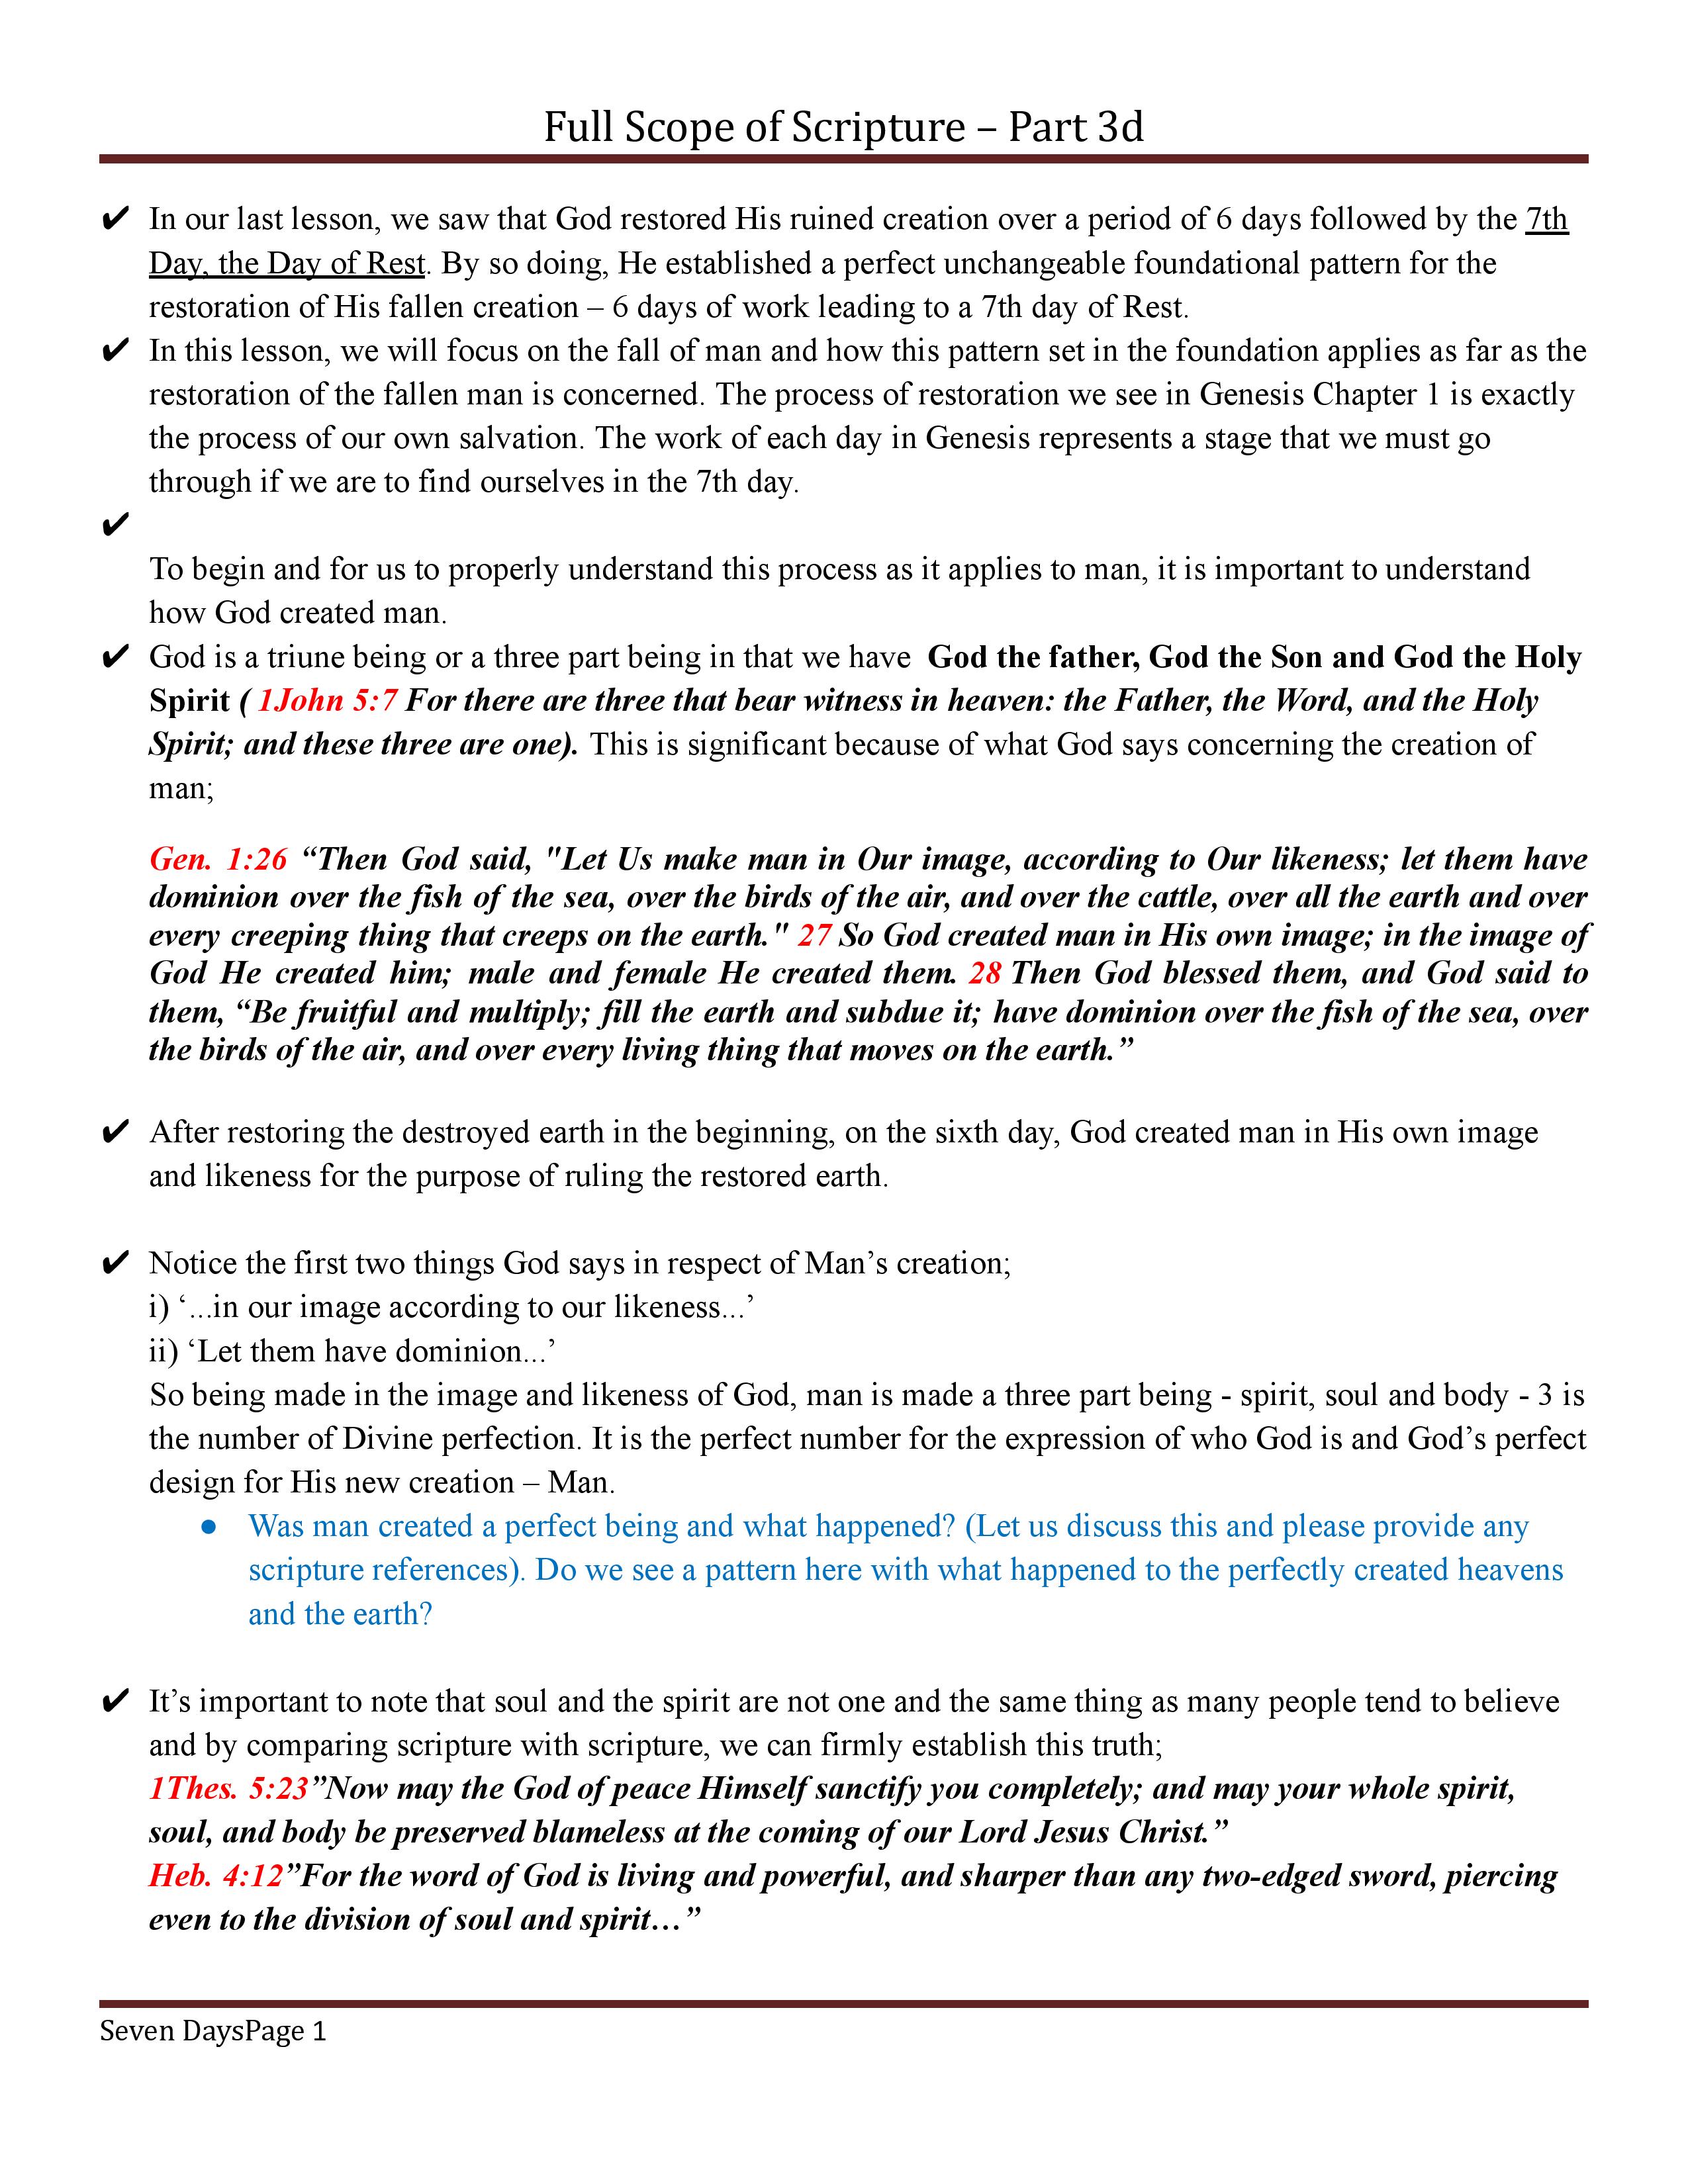 Full Scope of Scripture – Part 3d
✔ In our last lesson, we saw that God restored His ruined creation over a period of 6 days followed by the 7th
Day, the Day of Rest. By so doing, He established a perfect unchangeable foundational pattern for the
restoration of His fallen creation – 6 days of work leading to a 7th day of Rest.
✔ In this lesson, we will focus on the fall of man and how this pattern set in the foundation applies as far as the
restoration of the fallen man is concerned. The process of restoration we see in Genesis Chapter 1 is exactly
the process of our own salvation. The work of each day in Genesis represents a stage that we must go
through if we are to find ourselves in the 7th day.
✔
To begin and for us to properly understand this process as it applies to man, it is important to understand
how God created man.
✔ God is a triune being or a three part being in that we have  God the father, God the Son and God the Holy
Spirit ( 1John 5:7 For there are three that bear witness in heaven: the Father, the Word, and the Holy
Spirit; and these three are one). This is significant because of what God says concerning the creation of
man;
Gen. 1:26 “Then God said, "Let Us make man in Our image, according to Our likeness; let them have
dominion over the fish of the sea, over the birds of the air, and over the cattle, over all the earth and over
every creeping thing that creeps on the earth." 27 So God created man in His own image; in the image of
God He created him; male and female He created them. 28 Then God blessed them, and God said to
them, “Be fruitful and multiply; fill the earth and subdue it; have dominion over the fish of the sea, over
the birds of the air, and over every living thing that moves on the earth.”
✔ After restoring the destroyed earth in the beginning, on the sixth day, God created man in His own image
and likeness for the purpose of ruling the restored earth.
✔ Notice the first two things God says in respect of Man’s creation;
i) ‘...in our image according to our likeness...’
ii) ‘Let them have dominion...’
So being made in the image and likeness of God, man is made a three part being - spirit, soul and body - 3 is
the number of Divine perfection. It is the perfect number for the expression of who God is and God’s perfect
design for His new creation – Man.
● Was man created a perfect being and what happened? (Let us discuss this and please provide any
scripture references). Do we see a pattern here with what happened to the perfectly created heavens
and the earth?
✔ It’s important to note that soul and the spirit are not one and the same thing as many people tend to believe
and by comparing scripture with scripture, we can firmly establish this truth;
1Thes. 5:23”Now may the God of peace Himself sanctify you completely; and may your whole spirit,
soul, and body be preserved blameless at the coming of our Lord Jesus Christ.”
Heb. 4:12”For the word of God is living and powerful, and sharper than any two-edged sword, piercing
even to the division of soul and spirit…”
Seven DaysPage 1